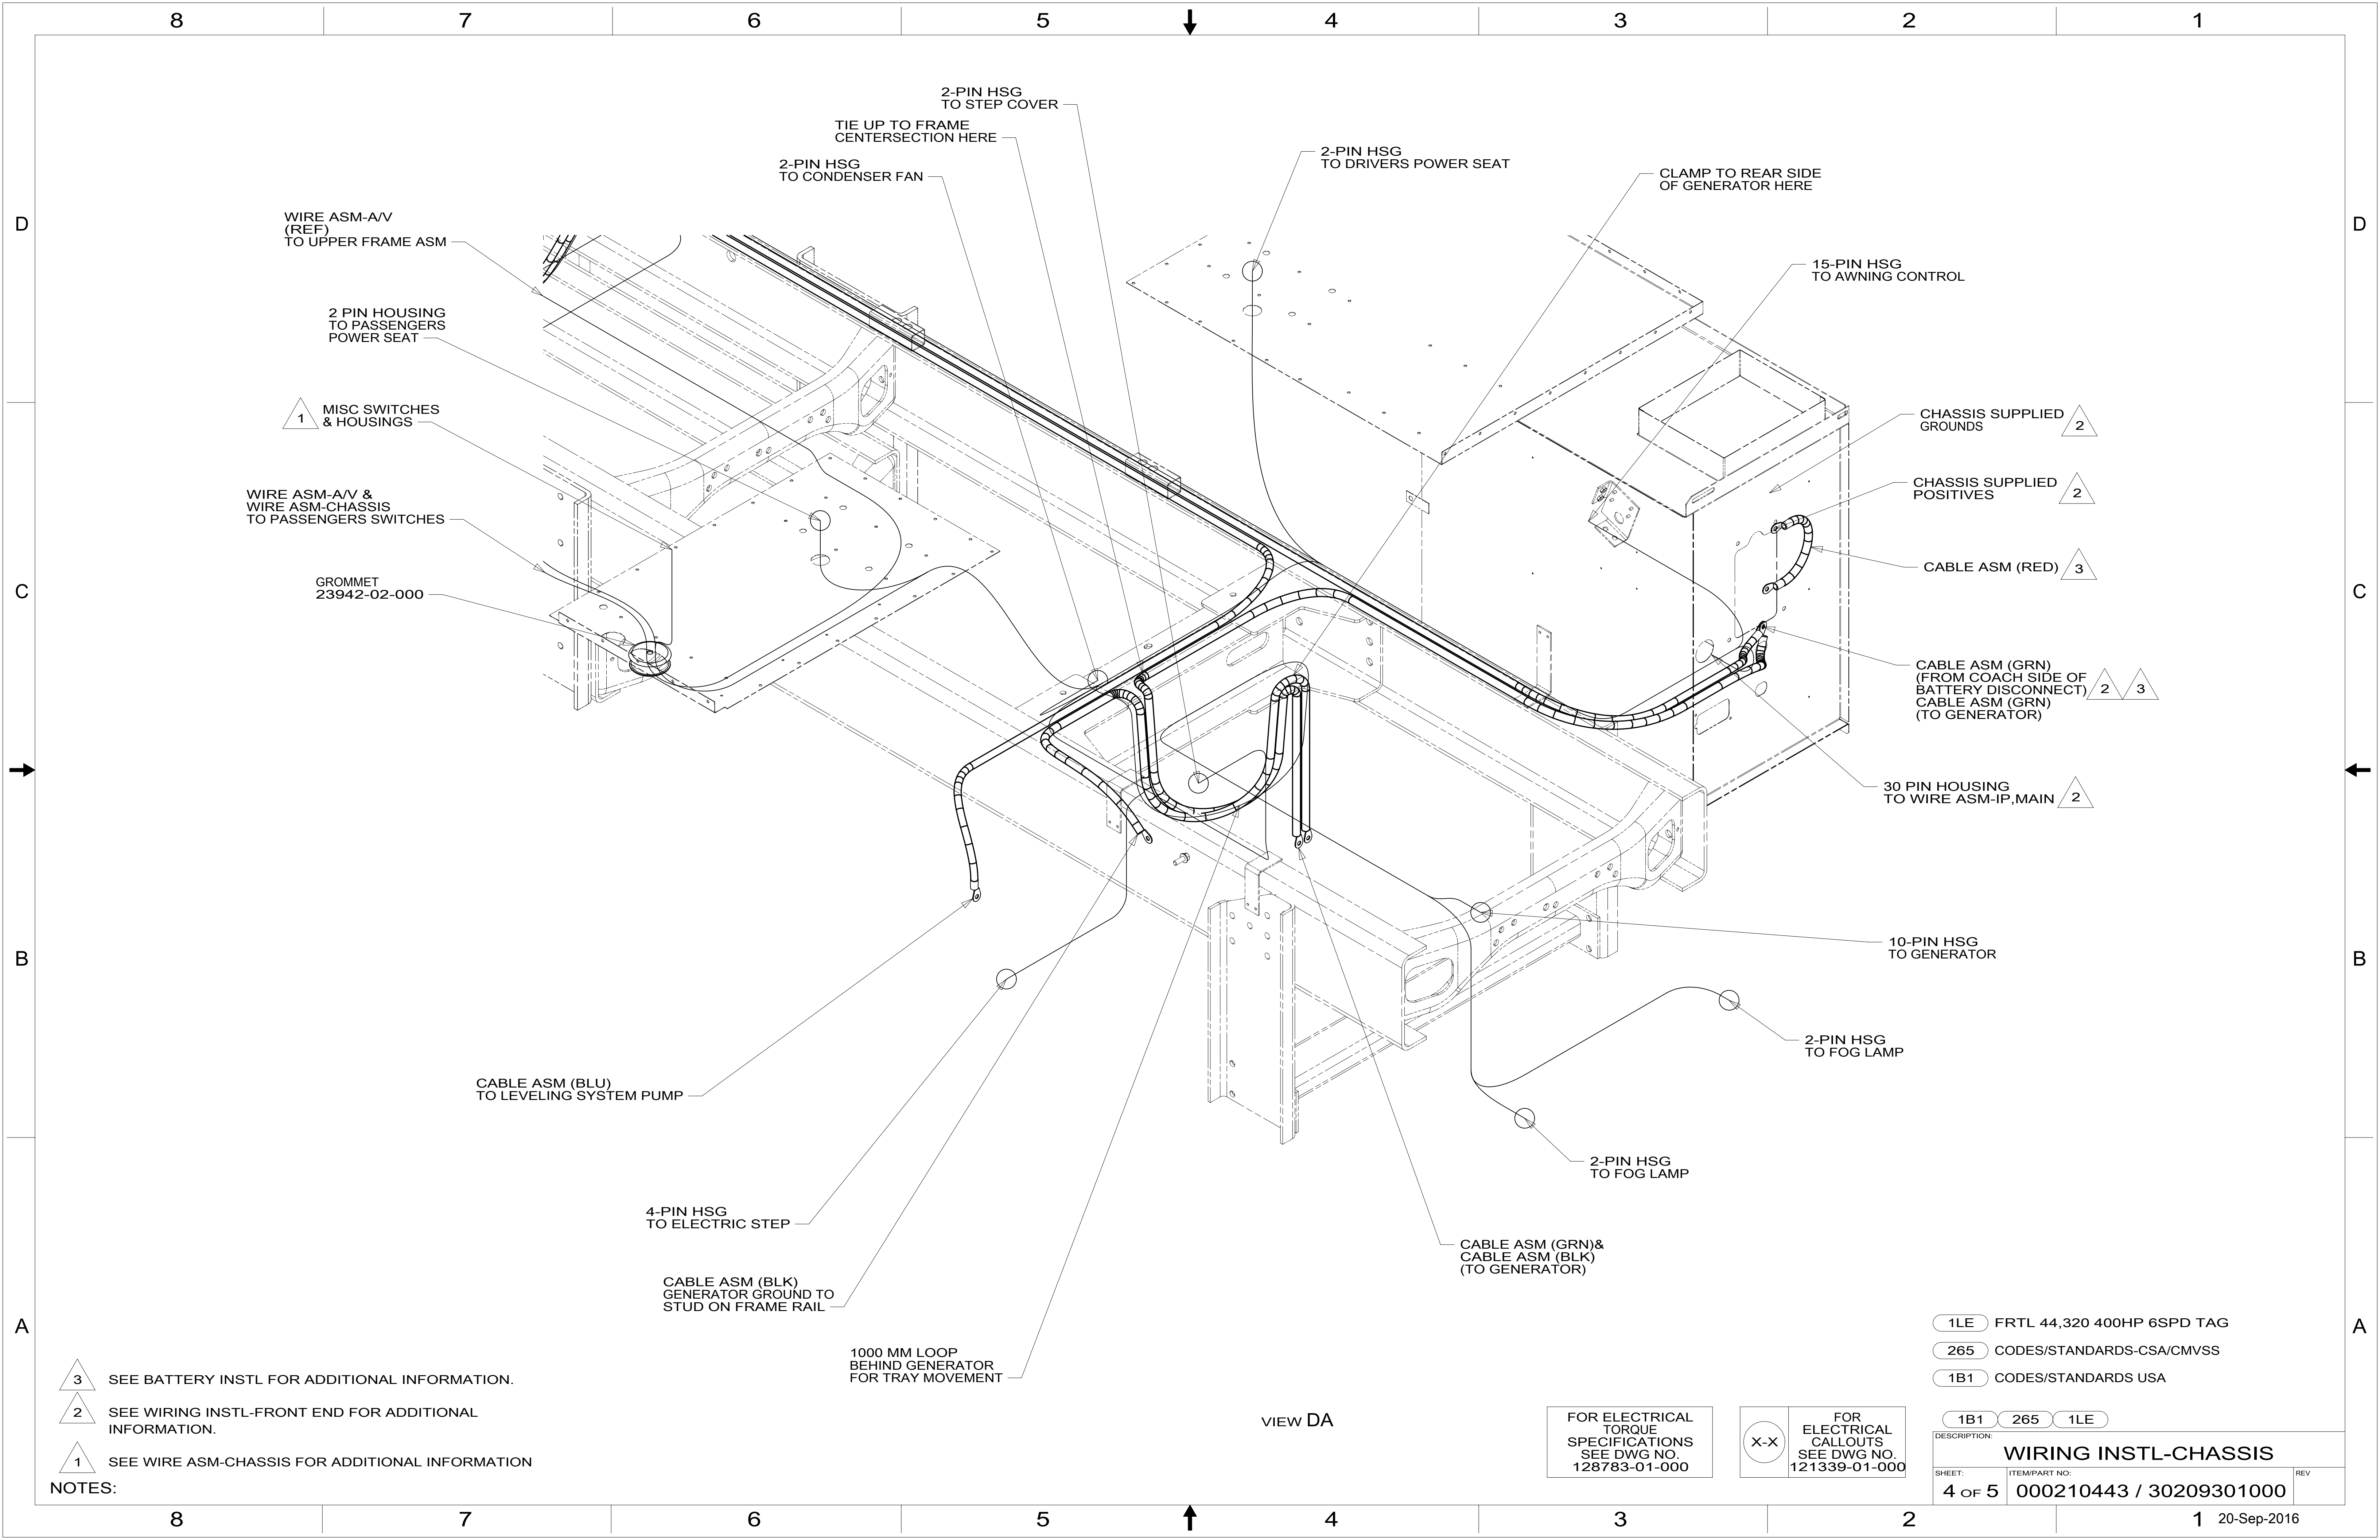 8 7 6 5 4 3 2 1
D
C
B
A
D
C
B
A
2-PIN HSG
TO STEP COVER
TIE UP TO FRAME
CENTERSECTION HERE
2-PIN HSG
TO CONDENSER FAN
2-PIN HSG
TO DRIVERS POWER SEAT
CLAMP TO REAR SIDE
OF GENERATOR HERE
WIRE ASM-A/V
(REF)
TO UPPER FRAME ASM
15-PIN HSG
TO AWNING CONTROL
2 PIN HOUSING
TO PASSENGERS
POWER SEAT
1 MISC SWITCHES
& HOUSINGS
CHASSIS SUPPLIED
GROUNDS 2
WIRE ASM-A/V &
WIRE ASM-CHASSIS
TO PASSENGERS SWITCHES
CHASSIS SUPPLIED
POSITIVES 2
GROMMET
23942-02-000
CABLE ASM (RED) 3
CABLE ASM (GRN)
(FROM COACH SIDE OF
BATTERY DISCONNECT) 2 3
CABLE ASM (GRN)
(TO GENERATOR)
30 PIN HOUSING
TO WIRE ASM-IP,MAIN 2
10-PIN HSG
TO GENERATOR
2-PIN HSG
TO FOG LAMP
CABLE ASM (BLU)
TO LEVELING SYSTEM PUMP
2-PIN HSG
TO FOG LAMP
4-PIN HSG
TO ELECTRIC STEP
CABLE ASM (GRN)&
CABLE ASM (BLK)
(TO GENERATOR)
CABLE ASM (BLK)
GENERATOR GROUND TO
STUD ON FRAME RAIL
1000 MM LOOP
BEHIND GENERATOR
FOR TRAY MOVEMENT
3 SEE BATTERY INSTL FOR ADDITIONAL INFORMATION.
2 SEE WIRING INSTL-FRONT END FOR ADDITIONAL
INFORMATION.
1 SEE WIRE ASM-CHASSIS FOR ADDITIONAL INFORMATION
NOTES:
VIEW DA
FOR ELECTRICAL
TORQUE
SPECIFICATIONS
SEE DWG NO.
128783-01-000
X-X
FOR
ELECTRICAL
CALLOUTS
SEE DWG NO.
121339-01-000
1LE FRTL 44,320 400HP 6SPD TAG
265 CODES/STANDARDS-CSA/CMVSS
1B1 CODES/STANDARDS USA
1B1 265 1LE
DESCRIPTION:
WIRING INSTL-CHASSIS
SHEET: ITEM/PART NO: REV
4 OF 5 000210443 / 30209301000
8 7 6 5 4 3 2 1
20-Sep-2016